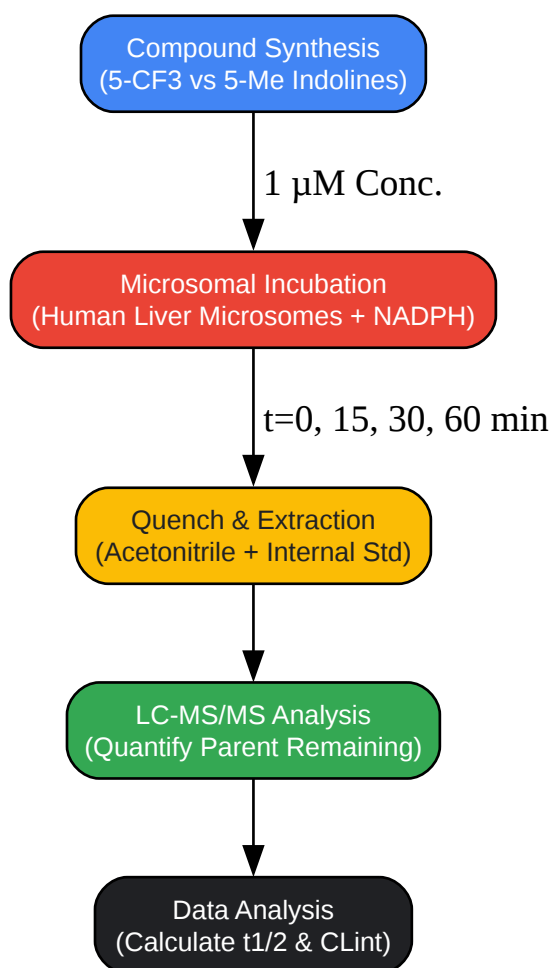 Compound Synthesis
(5-CF3 vs 5-Me Indolines)
1 µM Conc.
Microsomal Incubation
(Human Liver Microsomes + NADPH)
t=0, 15, 30, 60 min
Quench & Extraction
(Acetonitrile + Internal Std)
LC-MS/MS Analysis
(Quantify Parent Remaining)
Data Analysis
(Calculate t1/2 & CLint)